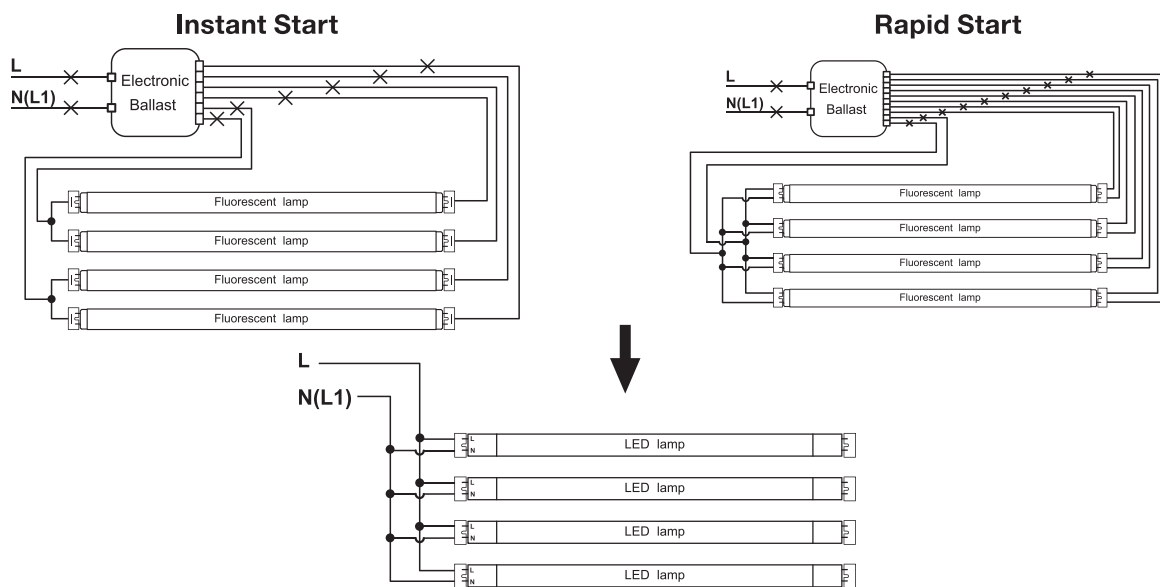 Instant Start
L
N(L1)
Electronic
Ballast
Fluorescent lamp
Fluorescent lamp
Fluorescent lamp
Fluorescent lamp
Rapid Start
L
N(L1)
Electronic
Ballast
Fluorescent lamp
Fluorescent lamp
Fluorescent lamp
Fluorescent lamp
L
N(L1)
L
N
LED lamp
L
N
LED lamp
L
N
LED lamp
L
N
LED lamp